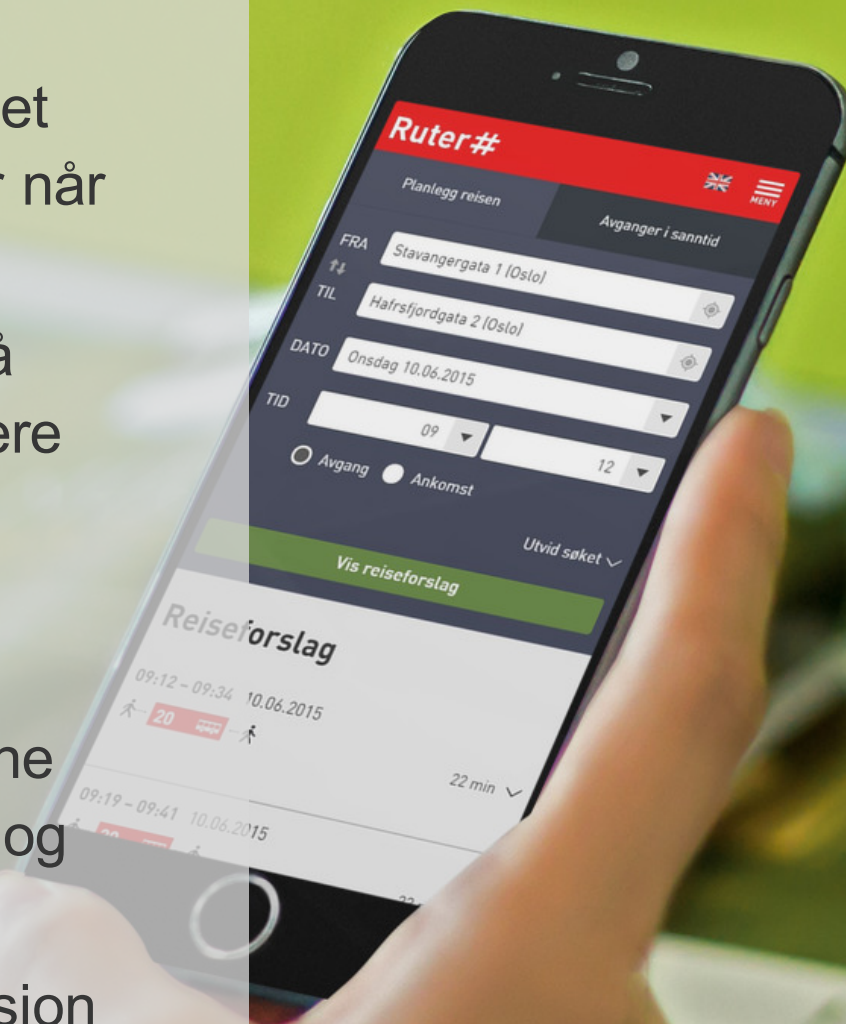 et
når
å
ere
ne
og
sjon
Ruter#
MENY
Planlegg reisen
Avganger i sanntid
FRA
Stavangergata 1 (Oslo)
TIL
Hafrsfjordgata 2 (Oslo)
DATO
Onsdag 10.06.2015
TID
09
12
Avgang
Ankomst
Utvid søket
Vis reiseforslag
Reiseforslag
09:12 – 09:34 10.06.2015
20
22 min
09:19 – 09:41 10.06.2015